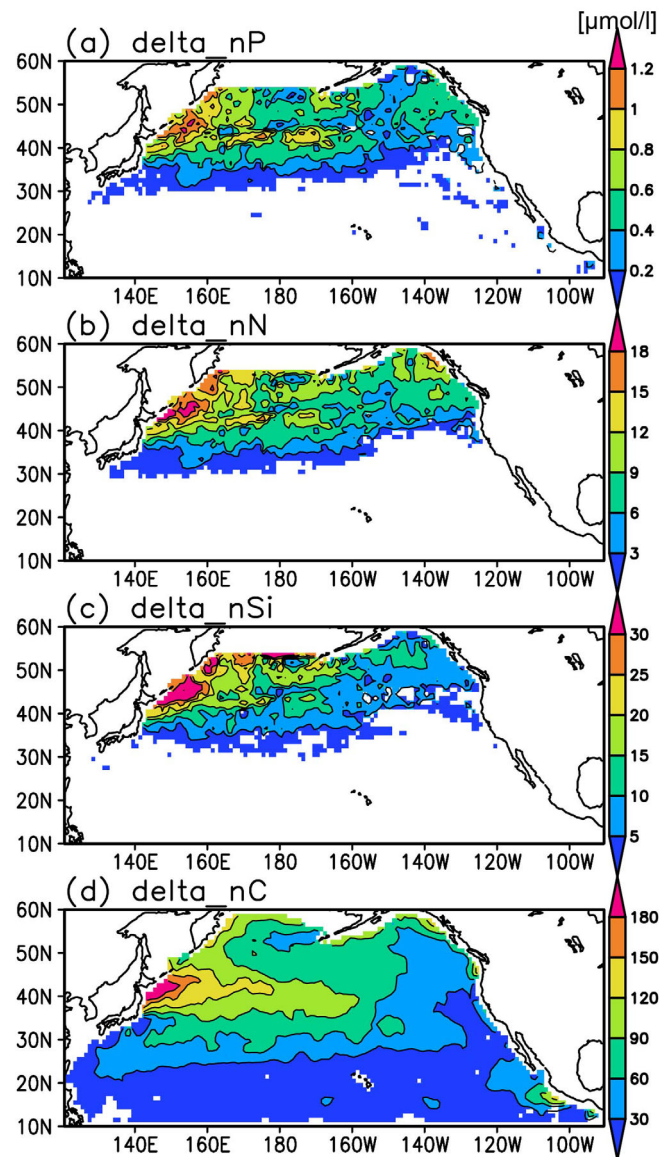 [μmol/l]
(a) delta_nP
60N
50N
40N
30N
20N
10N
140E 160E 180 160W 140W 120W 100W
1.2
1
0.8
0.6
0.4
0.2
(b) delta_nN
60N
50N
40N
30N
20N
10N
140E 160E 180 160W 140W 120W 100W
18
15
12
9
6
3
(c) delta_nSi
60N
50N
40N
30N
20N
10N
140E 160E 180 160W 140W 120W 100W
30
25
20
15
10
5
(d) delta_nC
60N
50N
40N
30N
20N
10N
140E 160E 180 160W 140W 120W 100W
180
150
120
90
60
30